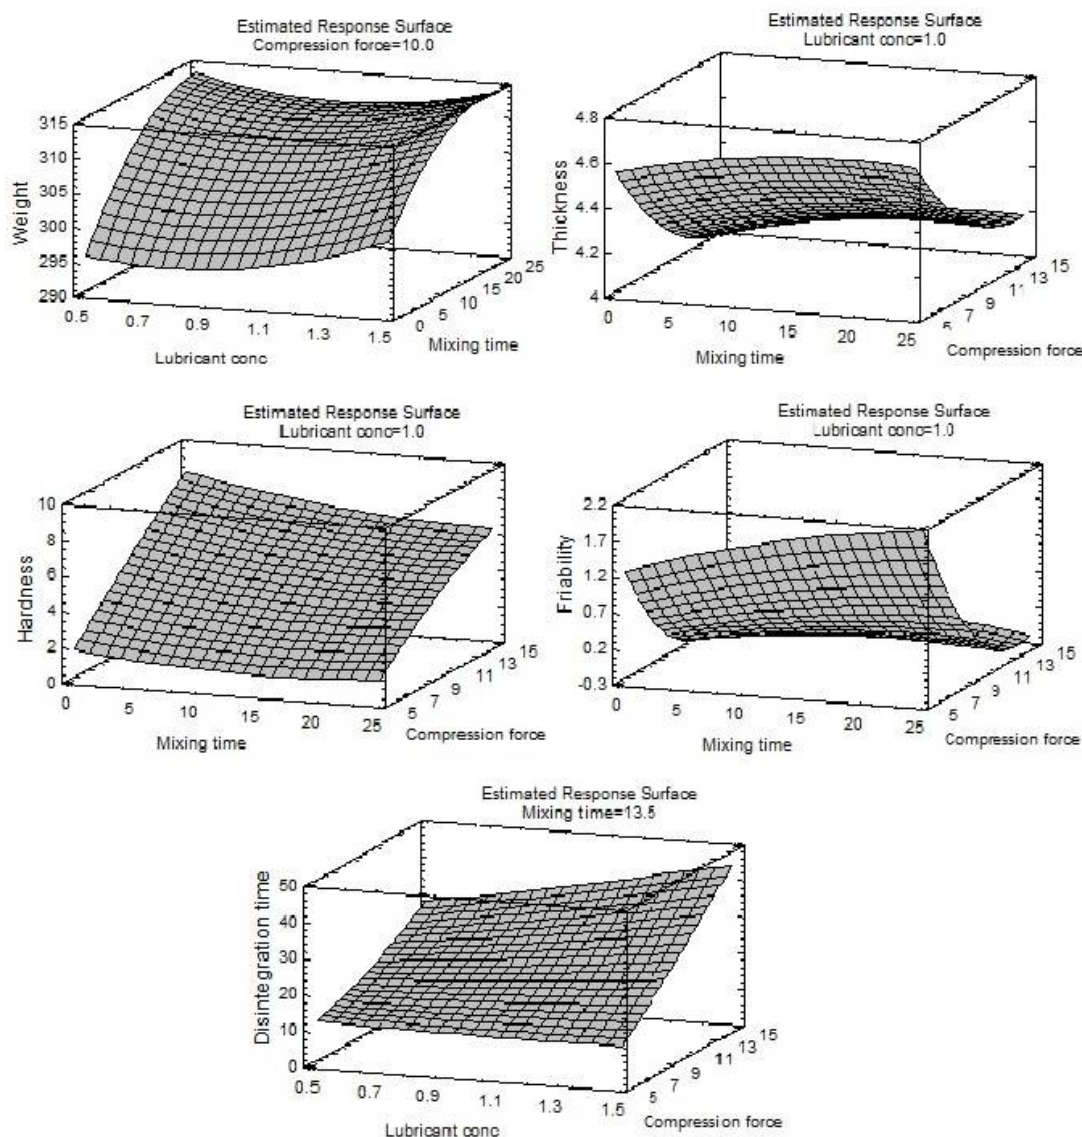 Estimated Response Surface
Compression force=10.0
Weight
315
310
305
300
295
290
0.5 0.7 0.9 1.1 1.3 1.5
Lubricant conc
0 5 10 15 20 25
Mixing time
Estimated Response Surface
Lubricant conc=1.0
Thickness
4.8
4.6
4.4
4.2
4
0 5 10 15 20 25
Mixing time
5 7 9 11 13 15
Compression force
Estimated Response Surface
Lubricant conc=1.0
Hardness
10
8
6
4
2
0
0 5 10 15 20 25
Mixing time
5 7 9 11 13 15
Compression force
Estimated Response Surface
Lubricant conc=1.0
Friability
2.2
1.7
1.2
0.7
0.2
-0.3
0 5 10 15 20 25
Mixing time
5 7 9 11 13 15
Compression force
Estimated Response Surface
Mixing time=13.5
Disintegration time
50
40
30
20
10
0
0.5 0.7 0.9 1.1 1.3 1.5
Lubricant conc
5 7 9 11 13 15
Compression force